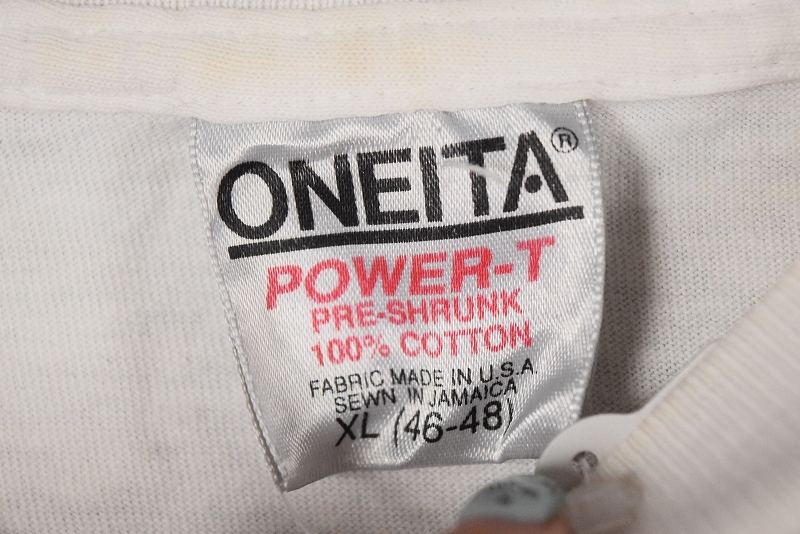 ONEITA®
POWER-T
PRE-SHRUNK
100% COTTON
FABRIC MADE IN U.S.A.
SEWN IN JAMAICA
XL (46-48)